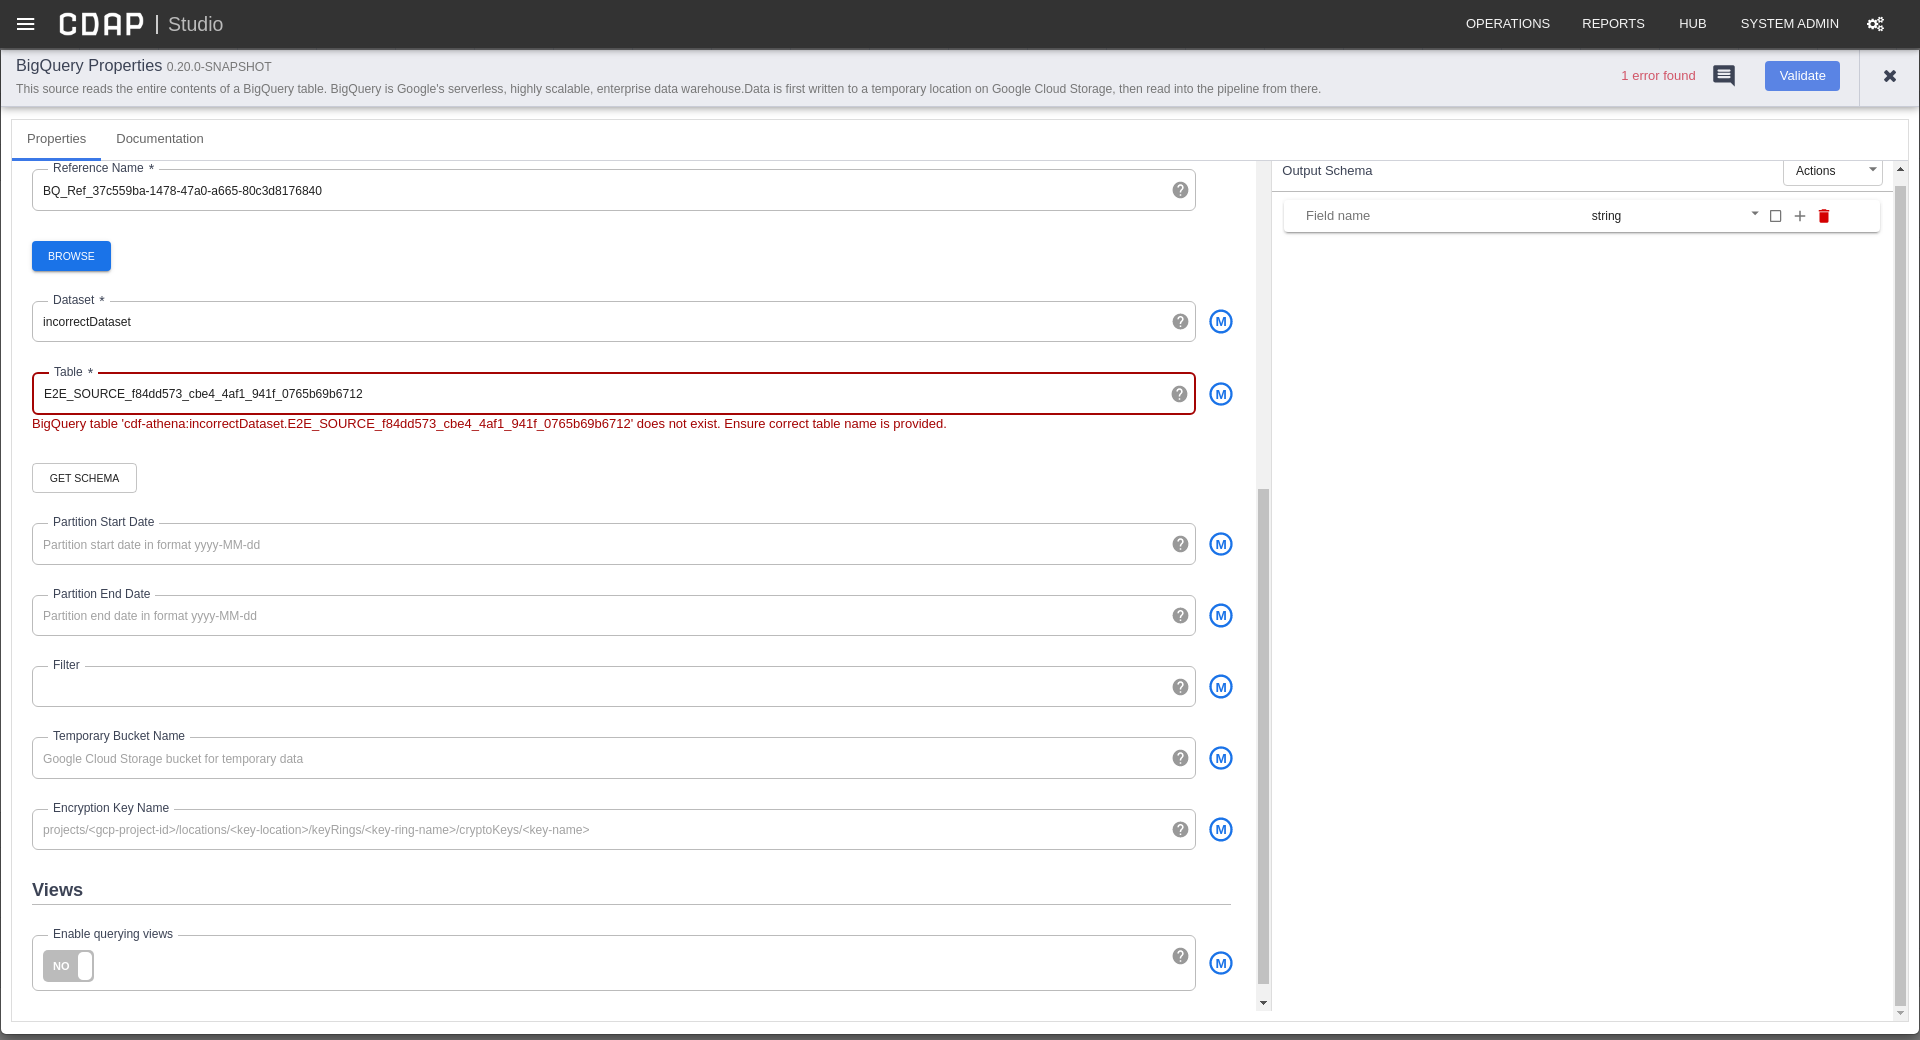 CDAP | Studio
OPERATIONS REPORTS HUB SYSTEM ADMIN
BigQuery Properties 0.20.0-SNAPSHOT
This source reads the entire contents of a BigQuery table. BigQuery is Google's serverless, highly scalable, enterprise data warehouse.Data is first written to a temporary location on Google Cloud Storage, then read into the pipeline from there.
1 error found
Validate
Properties Documentation
Reference Name *
BQ_Ref_37c559ba-1478-47a0-a665-80c3d8176840
BROWSE
Dataset *
incorrectDataset
M
Table *
E2E_SOURCE_f84dd573_cbe4_4af1_941f_0765b69b6712
M
BigQuery table 'cdf-athena:incorrectDataset.E2E_SOURCE_f84dd573_cbe4_4af1_941f_0765b69b6712' does not exist. Ensure correct table name is provided.
GET SCHEMA
Partition Start Date
Partition start date in format yyyy-MM-dd
M
Partition End Date
Partition end date in format yyyy-MM-dd
M
Filter
M
Temporary Bucket Name
Google Cloud Storage bucket for temporary data
M
Encryption Key Name
projects/<gcp-project-id>/locations/<key-location>/keyRings/<key-ring-name>/cryptoKeys/<key-name>
M
Views
Enable querying views
NO
M
Output Schema
Actions
Field name string